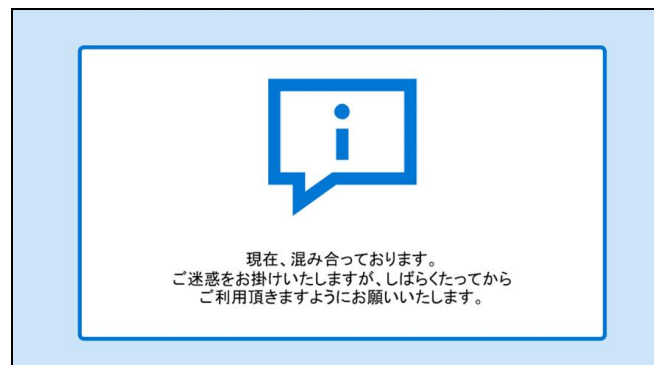 現在、混み合っております。
ご迷惑をお掛けいたしますが、しばらくたってから
ご利用頂きますようにお願いいたします。